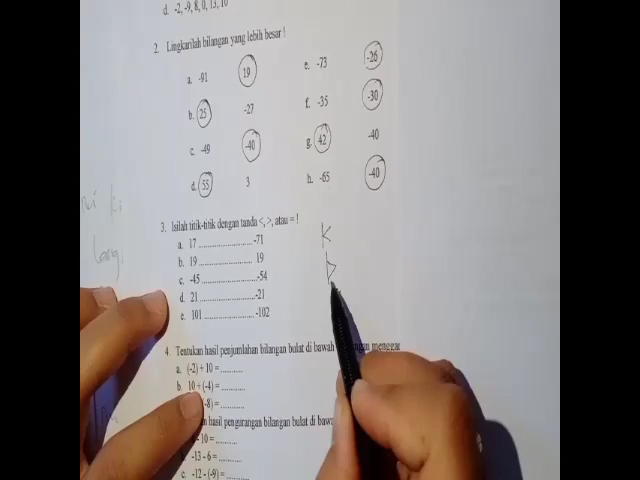 d. -2, -9, 8, 0, 13, 10
2. Lingkarilah bilangan yang lebih besar !
a. -91 19
b. 25 -27
c. -49 -40
d. 55 3
e. -73 -26
f. -35 -30
g. 42 -40
h. -65 -40
3. Isilah titik-titik dengan tanda <, >, atau = !
a. 17 ...................... -71
b. 19 ...................... 19
c. -45 ...................... -54
d. 21 ...................... -21
e. 101 ...................... -102
K
b
4. Tentukan hasil penjumlahan bilangan bulat di bawah
a. (-2) + 10 = ..........
b. 10 + (-4) = ..........
-8) = ..........
hasil pengurangan bilangan bulat di
- 10 = ..........
b. -13 - 6 = ..........
c. -12 - (-9) = ..........